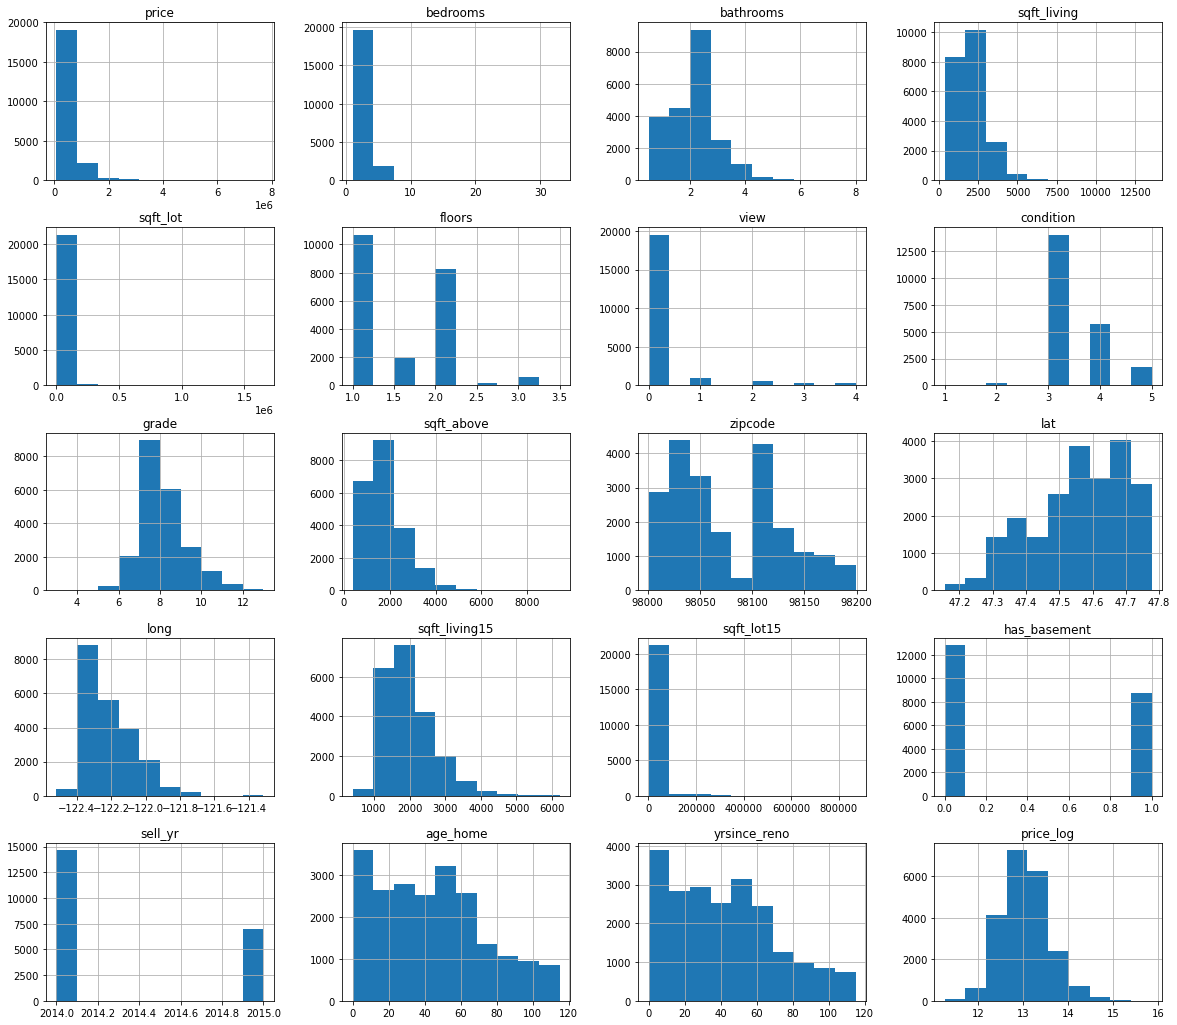 price
20000
15000
10000
5000
0
0 2 4 6 8
1e6
bedrooms
20000
15000
10000
5000
0
0 10 20 30
bathrooms
8000
6000
4000
2000
0
2 4 6 8
sqft_living
10000
8000
6000
4000
2000
0
0 2500 5000 7500 10000 12500
sqft_lot
20000
15000
10000
5000
0
0.0 0.5 1.0 1.5
1e6
floors
10000
8000
6000
4000
2000
0
1.0 1.5 2.0 2.5 3.0 3.5
view
20000
15000
10000
5000
0
0 1 2 3 4
condition
12500
10000
7500
5000
2500
0
1 2 3 4 5
grade
8000
6000
4000
2000
0
4 6 8 10 12
sqft_above
8000
6000
4000
2000
0
0 2000 4000 6000 8000
zipcode
4000
3000
2000
1000
0
98000 98050 98100 98150 98200
lat
4000
3000
2000
1000
0
47.2 47.3 47.4 47.5 47.6 47.7 47.8
long
8000
6000
4000
2000
0
−122.4 −122.2 −122.0 −121.8 −121.6 −121.4
sqft_living15
6000
4000
2000
0
1000 2000 3000 4000 5000 6000
sqft_lot15
20000
15000
10000
5000
0
0 200000 400000 600000 800000
has_basement
12000
10000
8000
6000
4000
2000
0
0.0 0.2 0.4 0.6 0.8 1.0
sell_yr
15000
12500
10000
7500
5000
2500
0
2014.0 2014.2 2014.4 2014.6 2014.8 2015.0
age_home
3000
2000
1000
0
0 20 40 60 80 100 120
yrsince_reno
4000
3000
2000
1000
0
0 20 40 60 80 100 120
price_log
6000
4000
2000
0
12 13 14 15 16